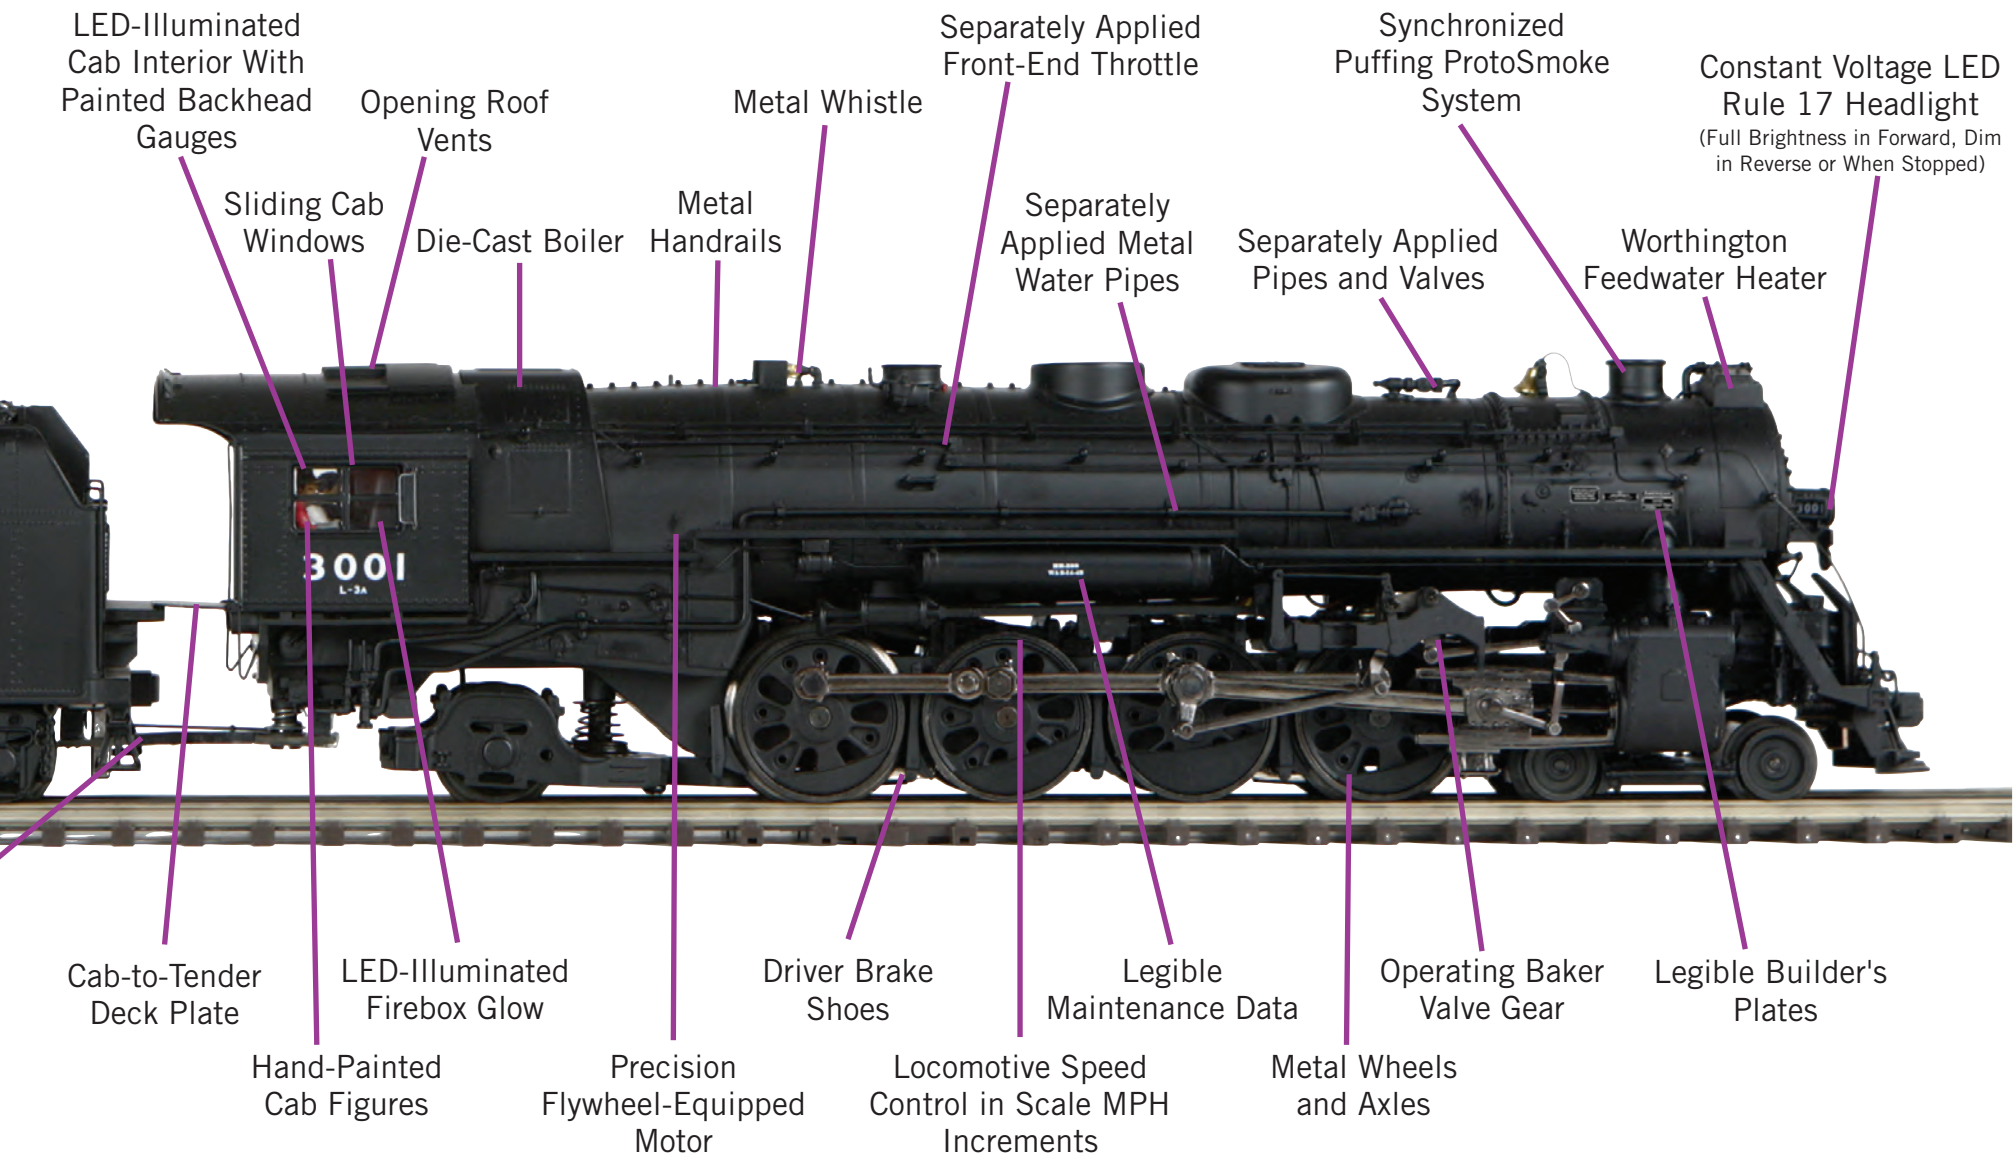 LED-Illuminated
Cab Interior With
Painted Backhead
Gauges
Opening Roof
Vents
Sliding Cab
Windows
Die-Cast Boiler
Metal
Handrails
Metal Whistle
Separately Applied
Front-End Throttle
Separately
Applied Metal
Water Pipes
Separately Applied
Pipes and Valves
Synchronized
Puffing ProtoSmoke
System
Worthington
Feedwater Heater
Constant Voltage LED
Rule 17 Headlight
(Full Brightness in Forward, Dim
in Reverse or When Stopped)
3001
3001
L-3A
Cab-to-Tender
Deck Plate
Hand-Painted
Cab Figures
LED-Illuminated
Firebox Glow
Precision
Flywheel-Equipped
Motor
Driver Brake
Shoes
Locomotive Speed
Control in Scale MPH
Increments
Legible
Maintenance Data
Metal Wheels
and Axles
Operating Baker
Valve Gear
Legible Builder's
Plates